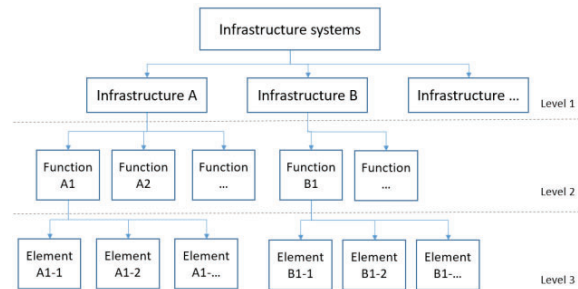 Infrastructure systems
Infrastructure A
Infrastructure B
Infrastructure ...
Level 1
Function
A1
Function
A2
Function
...
Function
B1
Function
...
Level 2
Element
A1-1
Element
A1-2
Element
A1-...
Element
B1-1
Element
B1-2
Element
B1-...
Level 3